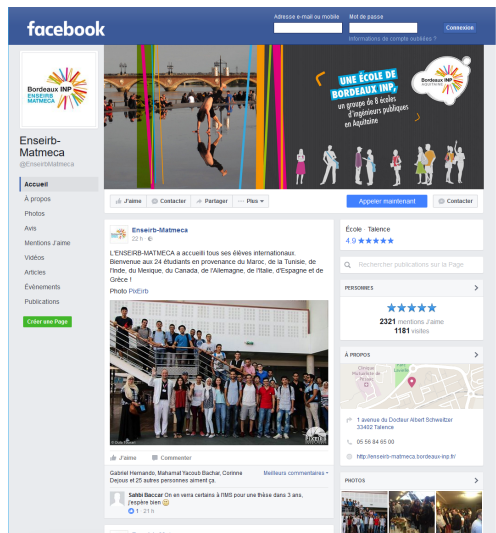 facebook
Adresse e-mail ou mobile
Mot de passe
Connexion
Informations de compte oubliées ?
Bordeaux INP
ENSEIRB
MATMECA
UNE ÉCOLE DE
BORDEAUX INP,
un groupe de 8 écoles
d'ingénieurs publiques
en Aquitaine
Bordeaux INP
AQUITAINE
Enseirb-
Matmeca
@EnseirbMatmeca
Accueil
À propos
Photos
Avis
Mentions J'aime
Vidéos
Articles
Événements
Publications
Créer une Page
J'aime
Contacter
Partager
Plus
Appeler maintenant
Contacter
Enseirb-Matmeca
22 h
L'ENSEIRB-MATMECA a accueilli tous ses élèves internationaux.
Bienvenue aux 24 étudiants en provenance du Maroc, de la Tunisie, de
l'Inde, du Mexique, du Canada, de l'Allemagne, de l'Italie, d'Espagne et de
Grèce !
Photo PixEirb
J'aime
Commenter
Gabriel Hernando, Mahamat Yacoub Bachar, Corinne
Dejous et 25 autres personnes aiment ça.
Meilleurs commentaires
Sahbi Baccar On en verra certains à l'IMS pour une thèse dans 3 ans,
j'espère bien
1 · 21 h
École · Talence
4.9 ★★★★★
Rechercher publications sur la Page
PERSONNES
★★★★★
2321 mentions J'aime
1181 visites
À PROPOS
1 avenue du Docteur Albert Schweitzer
33402 Talence
05 56 84 65 00
http://enseirb-matmeca.bordeaux-inp.fr/
PHOTOS